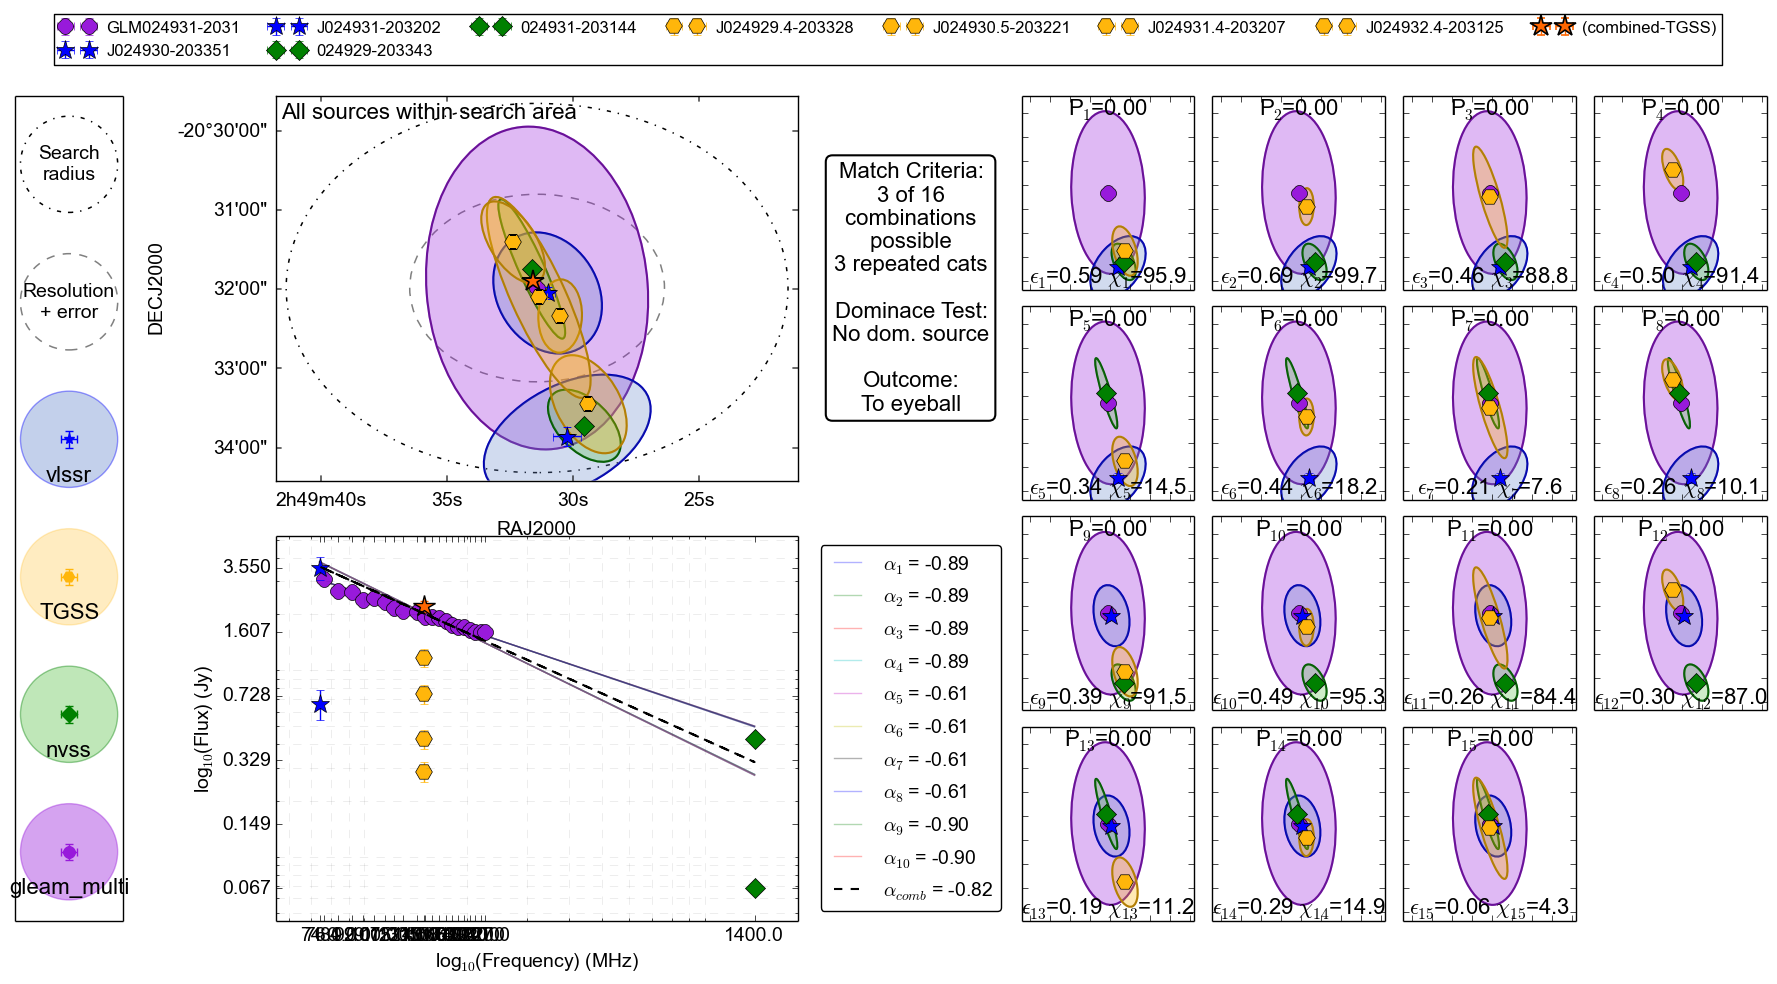 GLM024931-2031 J024931-203202 024931-203144 J024929.4-203328 J024930.5-203221 J024931.4-203207 J024932.4-203125 (combined-TGSS)
J024930-203351 024929-203343
Search
radius
Resolution
+ error
vlssr
TGSS
nvss
gleam_multi
All sources within search area
DECJ2000
-20°30'00"
31'00"
32'00"
33'00"
34'00"
2h49m40s 35s 30s 25s
RAJ2000
Match Criteria:
3 of 16
combinations
possible
3 repeated cats
Dominace Test:
No dom. source
Outcome:
To eyeball
log10(Flux) (Jy)
3.550
1.607
0.728
0.329
0.149
0.067
1400.0
log10(Frequency) (MHz)
α1 = -0.89
α2 = -0.89
α3 = -0.89
α4 = -0.89
α5 = -0.61
α6 = -0.61
α7 = -0.61
α8 = -0.61
α9 = -0.90
α10 = -0.90
αcomb = -0.82
P1=0.00 P2=0.00 P3=0.00 P4=0.00
ϵ1=0.59 χ1=95.9 ϵ2=0.69 χ2=99.7 ϵ3=0.46 χ3=88.8 ϵ4=0.50 χ4=91.4
P5=0.00 P6=0.00 P7=0.00 P8=0.00
ϵ5=0.34 χ5=14.5 ϵ6=0.44 χ6=18.2 ϵ7=0.21 χ7=7.6 ϵ8=0.26 χ8=10.1
P9=0.00 P10=0.00 P11=0.00 P12=0.00
ϵ9=0.39 χ9=91.5 ϵ10=0.49 χ10=95.3 ϵ11=0.26 χ11=84.4 ϵ12=0.30 χ12=87.0
P13=0.00 P14=0.00 P15=0.00
ϵ13=0.19 χ13=11.2 ϵ14=0.29 χ14=14.9 ϵ15=0.06 χ15=4.3